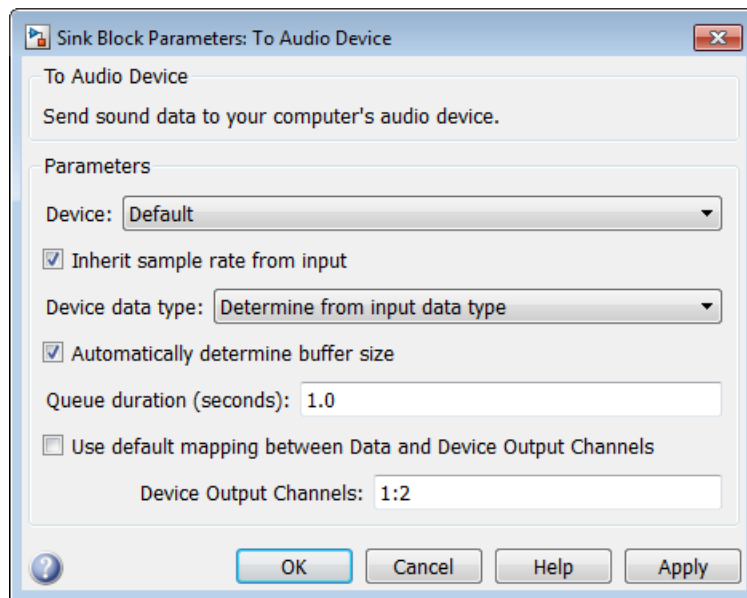 Sink Block Parameters: To Audio Device
To Audio Device
Send sound data to your computer's audio device.
Parameters
Device: Default
Inherit sample rate from input
Device data type: Determine from input data type
Automatically determine buffer size
Queue duration (seconds): 1.0
Use default mapping between Data and Device Output Channels
Device Output Channels: 1:2
OK Cancel Help Apply